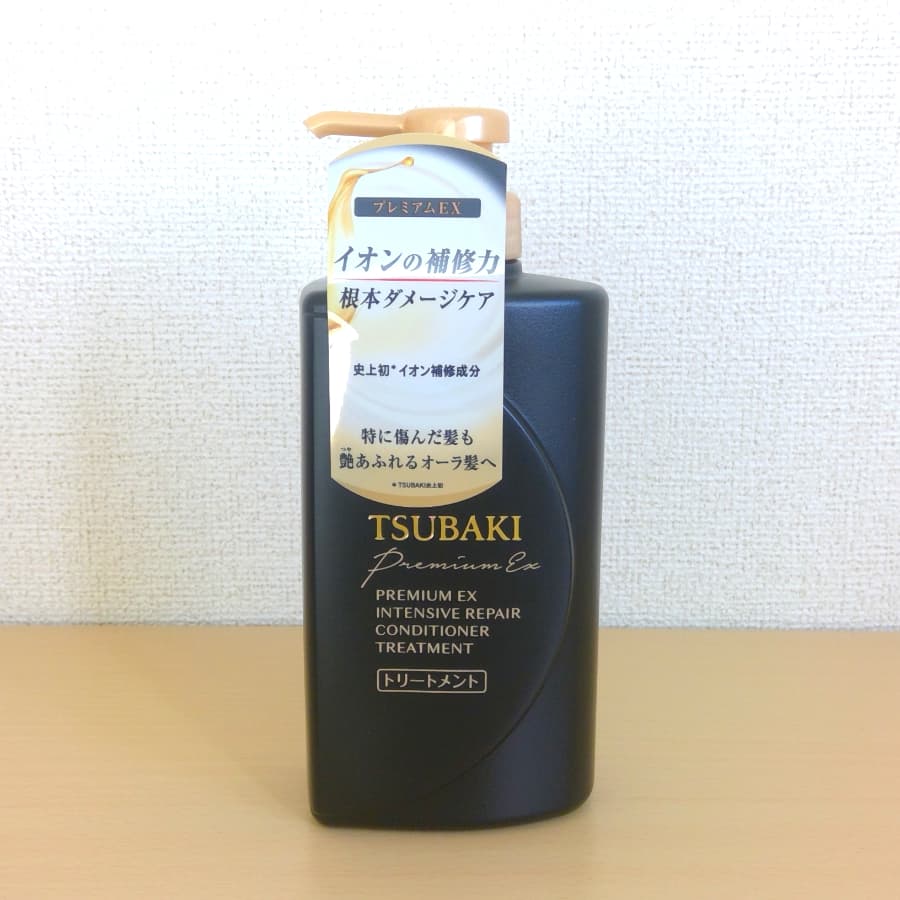 プレミアムEX
イオンの補修力
根本ダメージケア
史上初*イオン補修成分
特に傷んだ髪も
つや
艶あふれるオーラ髪へ
*TSUBAKI史上初
TSUBAKI
Premium Ex
PREMIUM EX
INTENSIVE REPAIR
CONDITIONER
TREATMENT
トリートメント